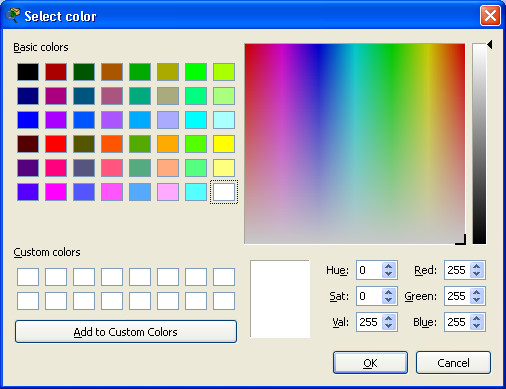 Select color
Basic colors
Custom colors
Add to Custom Colors
Hue: 0 Red: 255
Sat: 0 Green: 255
Val: 255 Blue: 255
OK Cancel